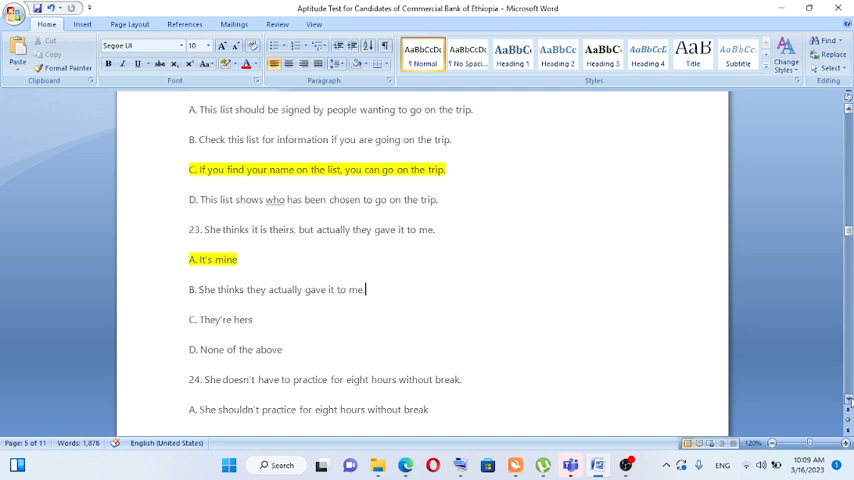 Aptitude Test for Candidates of Commercial Bank of Ethiopia - Microsoft Word
Home Insert Page Layout References Mailings Review View
Paste
Cut
Copy
Format Painter
Clipboard
Segoe UI 10
Font
Paragraph
AaBbCcDc AaBbCcDc AaBbC AaBbCc AaBbC AaBbCcL AaB AaBbCc.
¶ Normal ¶ No Spaci... Heading 1 Heading 2 Heading 3 Heading 4 Title Subtitle
Change Styles
Styles
Find
Replace
Select
Editing
A. This list should be signed by people wanting to go on the trip.
B. Check this list for information if you are going on the trip.
C. If you find your name on the list, you can go on the trip.
D. This list shows who has been chosen to go on the trip.
23. She thinks it is theirs, but actually they gave it to me.
A. It's mine
B. She thinks they actually gave it to me.
C. They're hers
D. None of the above
24. She doesn't have to practice for eight hours without break.
A. She shouldn't practice for eight hours without break
Page: 5 of 11 Words: 1,878 English (United States) 120%
Search
ENG
10:09 AM
3/16/2023